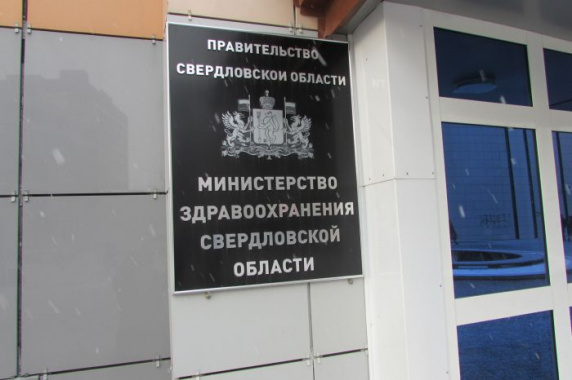 ПРАВИТЕЛЬСТВО
СВЕРДЛОВСКОЙ ОБЛАСТИ
МИНИСТЕРСТВО
ЗДРАВООХРАНЕНИЯ
СВЕРДЛОВСКОЙ
ОБЛАСТИ